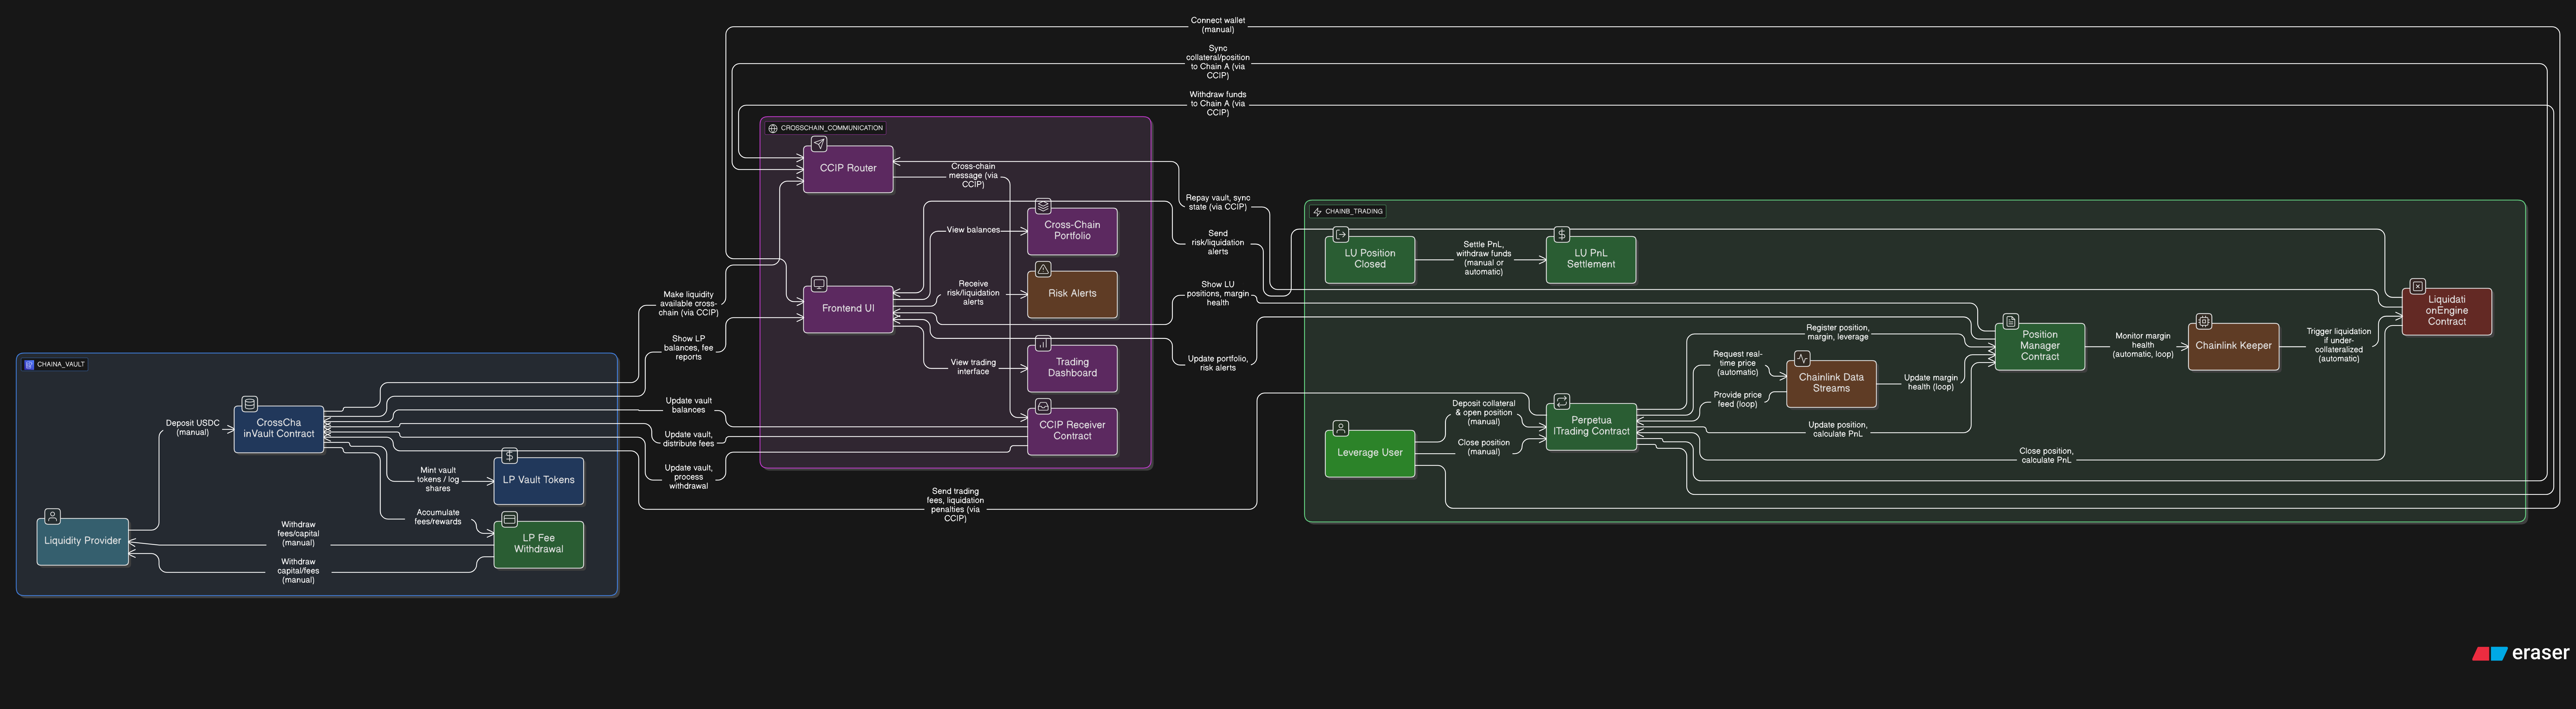 Connect wallet
(manual)
Sync
collateral/position
to Chain A (via
CCIP)
Withdraw funds
to Chain A (via
CCIP)
CROSSCHAIN_COMMUNICATION
CCIP Router
Cross-chain
message (via
CCIP)
View balances
Cross-Chain
Portfolio
Receive
risk/liquidation
alerts
Risk Alerts
Frontend UI
View trading
interface
Trading
Dashboard
CCIP Receiver
Contract
Repay vault, sync
state (via CCIP)
Send
risk/liquidation
alerts
Show LU
positions, margin
health
Update portfolio,
risk alerts
Make liquidity
available cross-
chain (via CCIP)
Show LP
balances, fee
reports
Update vault
balances
Update vault,
distribute fees
Update vault,
process
withdrawal
Send trading
fees, liquidation
penalties (via
CCIP)
CHAINA_VAULT
Deposit USDC
(manual)
CrossCha
inVault Contract
Mint vault
tokens / log
shares
LP Vault Tokens
Accumulate
fees/rewards
LP Fee
Withdrawal
Liquidity Provider
Withdraw
fees/capital
(manual)
Withdraw
capital/fees
(manual)
CHAINB_TRADING
LU Position
Closed
Settle PnL,
withdraw funds
(manual or
automatic)
LU PnL
Settlement
Liquidati
onEngine
Contract
Register position,
margin, leverage
Position
Manager
Contract
Monitor margin
health
(automatic, loop)
Chainlink Keeper
Trigger liquidation
if under-
collateralized
(automatic)
Request real-
time price
(automatic)
Chainlink Data
Streams
Update margin
health (loop)
Provide price
feed (loop)
Deposit collateral
& open position
(manual)
Perpetua
lTrading Contract
Update position,
calculate PnL
Close position
(manual)
Leverage User
Close position,
calculate PnL
eraser